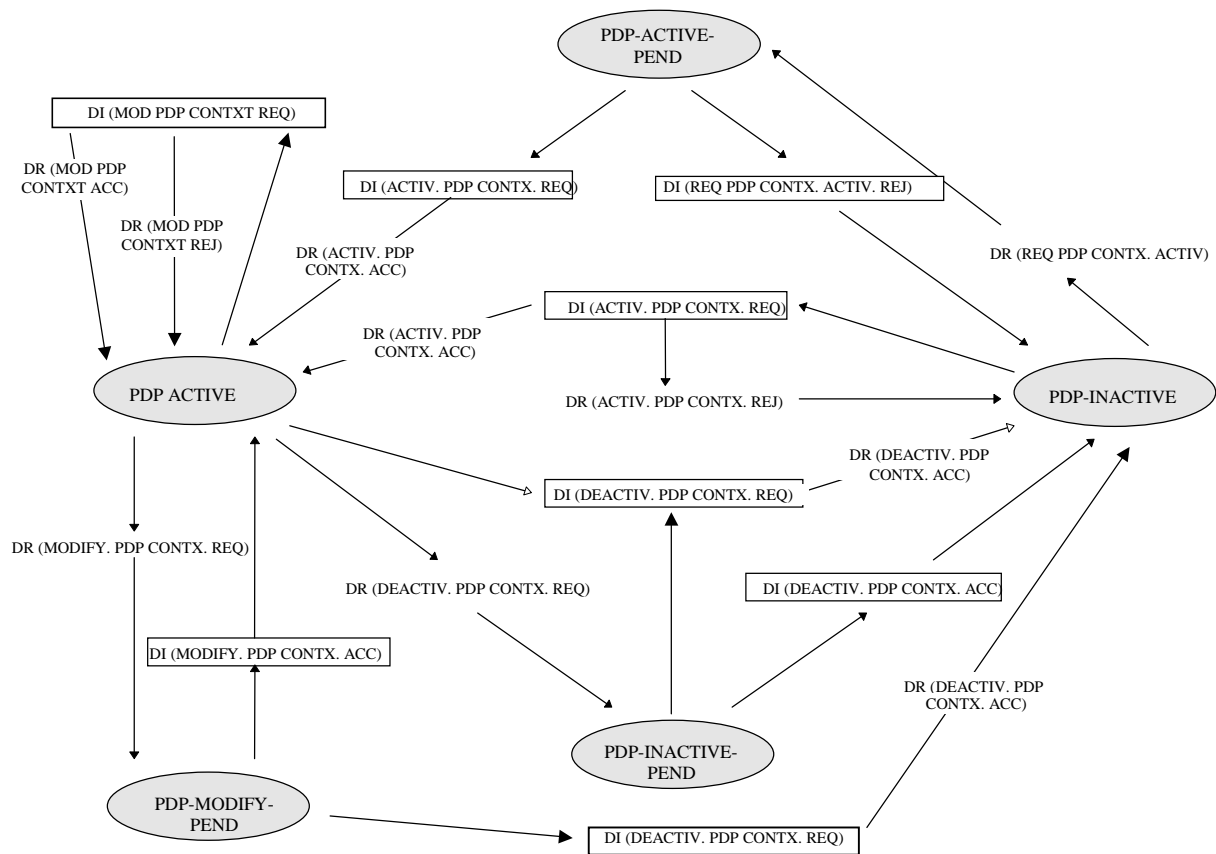 PDP-ACTIVE-
PEND
DI (MOD PDP CONTXT REQ)
DR (MOD PDP
CONTXT ACC)
DI (ACTIV. PDP CONTX. REQ)
DI (REQ PDP CONTX. ACTIV. REJ)
DR (MOD PDP
CONTXT REJ)
DR (ACTIV. PDP
CONTX. ACC)
DR (REQ PDP CONTX. ACTIV)
DI (ACTIV. PDP CONTX. REQ)
DR (ACTIV. PDP
CONTX. ACC)
PDP ACTIVE
PDP-INACTIVE
DR (ACTIV. PDP CONTX. REJ)
DR (DEACTIV. PDP
CONTX. ACC)
DI (DEACTIV. PDP CONTX. REQ)
DR (MODIFY. PDP CONTX. REQ)
DR (DEACTIV. PDP CONTX. REQ)
DI (DEACTIV. PDP CONTX. ACC)
DI (MODIFY. PDP CONTX. ACC)
DR (DEACTIV. PDP
CONTX. ACC)
PDP-INACTIVE-
PEND
PDP-MODIFY-
PEND
DI (DEACTIV. PDP CONTX. REQ)